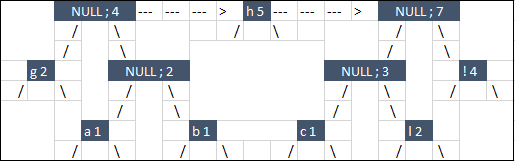 NULL ; 4 --- --- --- > h 5 --- --- --- > NULL ; 7
/ \ / \ / \
/ \ / \
g 2 NULL ; 2 NULL ; 3 ! 4
/ \ / \ / \ / \
/ \ / \
a 1 b 1 c 1 l 2
/ \ / \ / \ / \